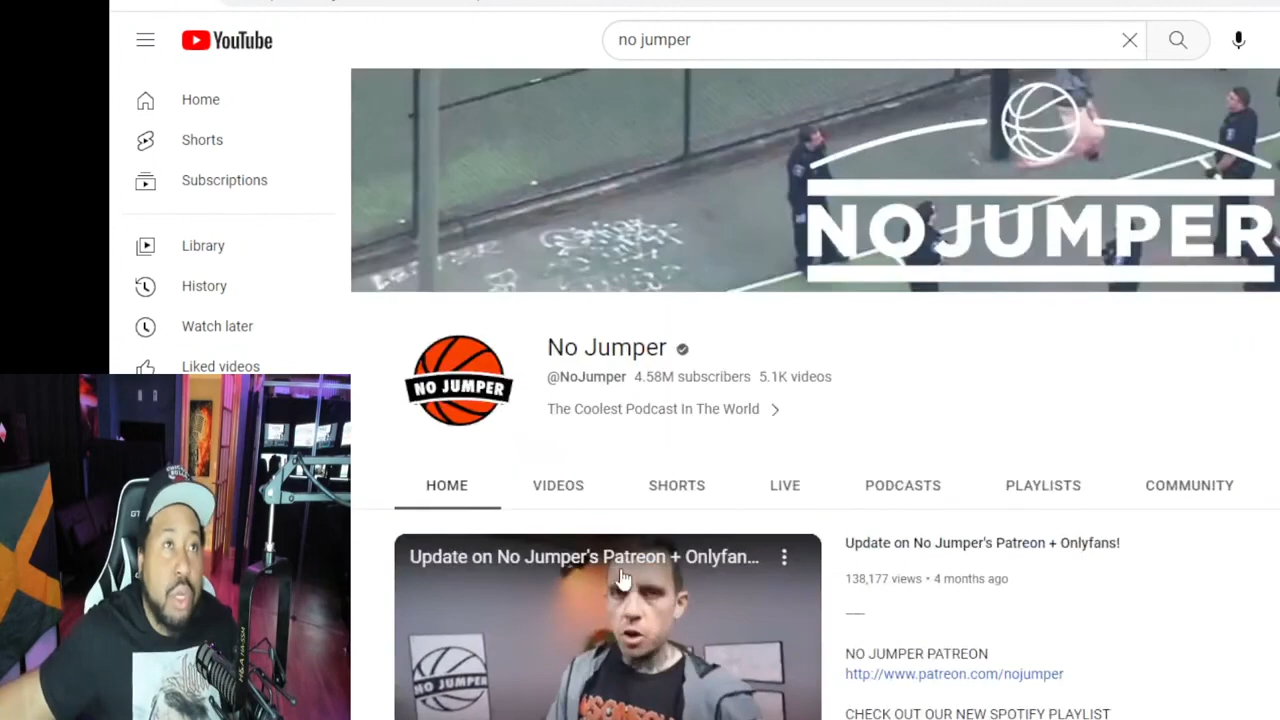 YouTube
no jumper
Home
Shorts
Subscriptions
Library
History
Watch later
Liked videos
NOJUMPER
NO JUMPER
No Jumper
@NoJumper 4.58M subscribers 5.1K videos
The Coolest Podcast In The World
HOME VIDEOS SHORTS LIVE PODCASTS PLAYLISTS COMMUNITY
Update on No Jumper's Patreon + Onlyfan...
NO JUMPER
Update on No Jumper's Patreon + Onlyfans!
138,177 views • 4 months ago
___
NO JUMPER PATREON
http://www.patreon.com/nojumper
CHECK OUT OUR NEW SPOTIFY PLAYLIST